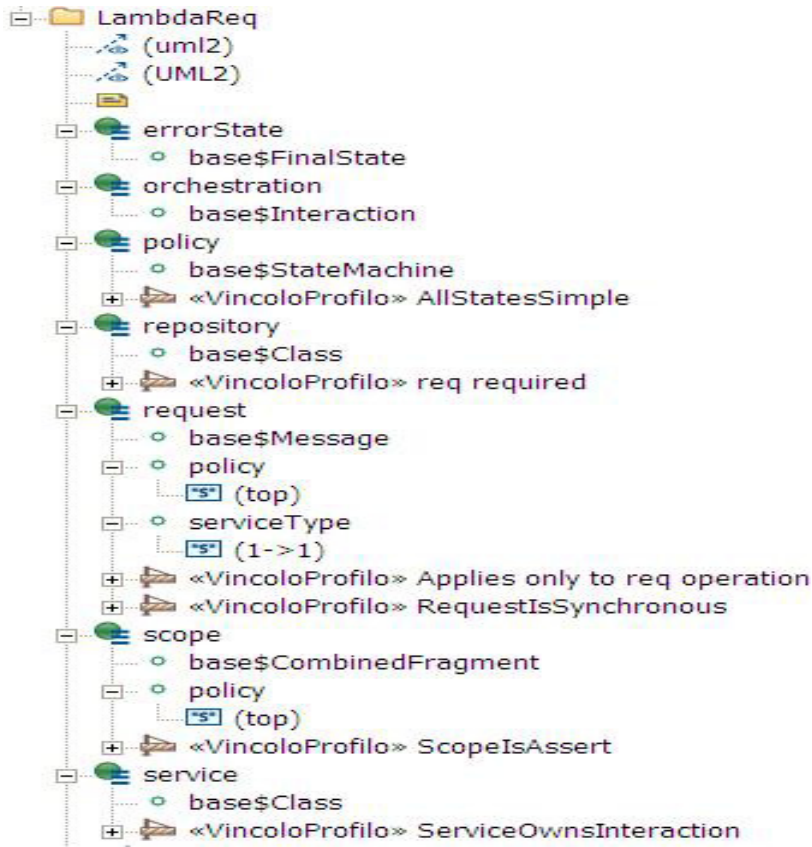 LambdaReq
(uml2)
(UML2)
errorState
base$FinalState
orchestration
base$Interaction
policy
base$StateMachine
«VincoloProfilo» AllStatesSimple
repository
base$Class
«VincoloProfilo» req required
request
base$Message
policy
"S" (top)
serviceType
"S" (1->1)
«VincoloProfilo» Applies only to req operation
«VincoloProfilo» RequestIsSynchronous
scope
base$CombinedFragment
policy
"S" (top)
«VincoloProfilo» ScopeIsAssert
service
base$Class
«VincoloProfilo» ServiceOwnsInteraction